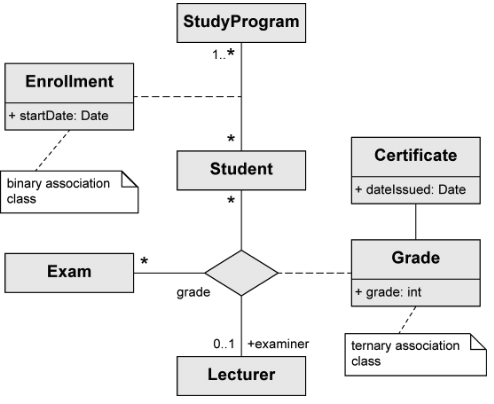 StudyProgram
1..*
Enrollment
+ startDate: Date
*
binary association
class
Student
*
Certificate
+ dateIssued: Date
Exam
*
grade
Grade
+ grade: int
0..1
+examiner
ternary association
class
Lecturer